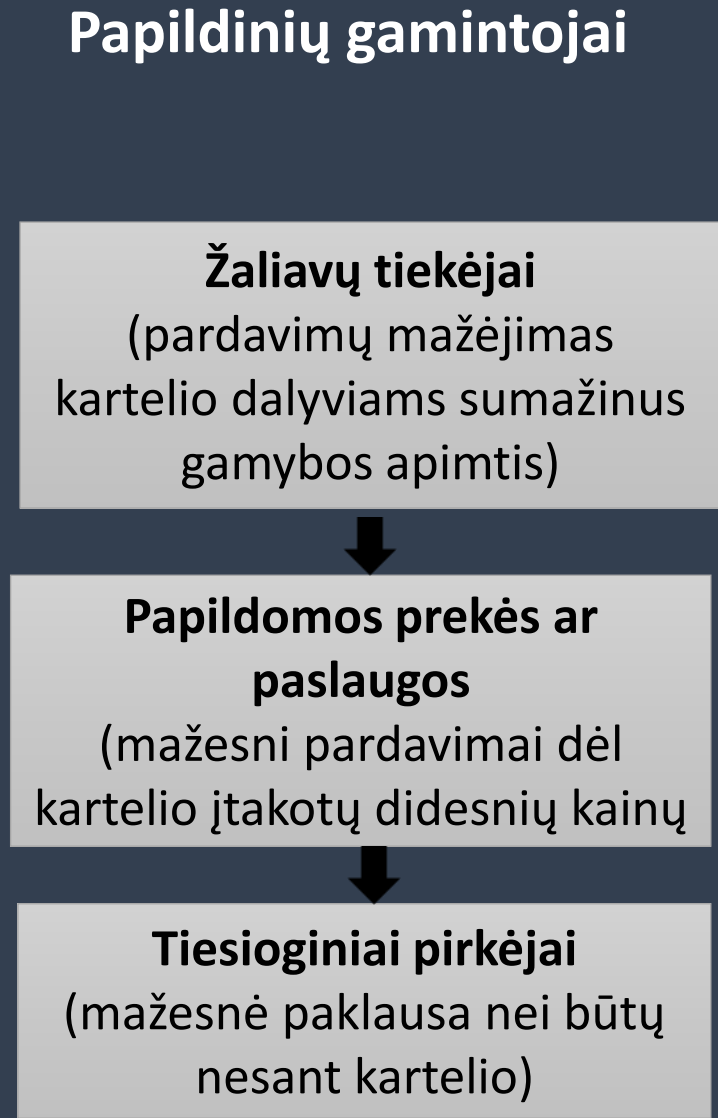 Papildinių gamintojai
Žaliavų tiekėjai
(pardavimų mažėjimas
kartelio dalyviams sumažinus
gamybos apimtis)
Papildomos prekės ar
paslaugos
(mažesni pardavimai dėl
kartelio įtakotų didesnių kainų
Tiesioginiai pirkėjai
(mažesnė paklausa nei būtų
nesant kartelio)